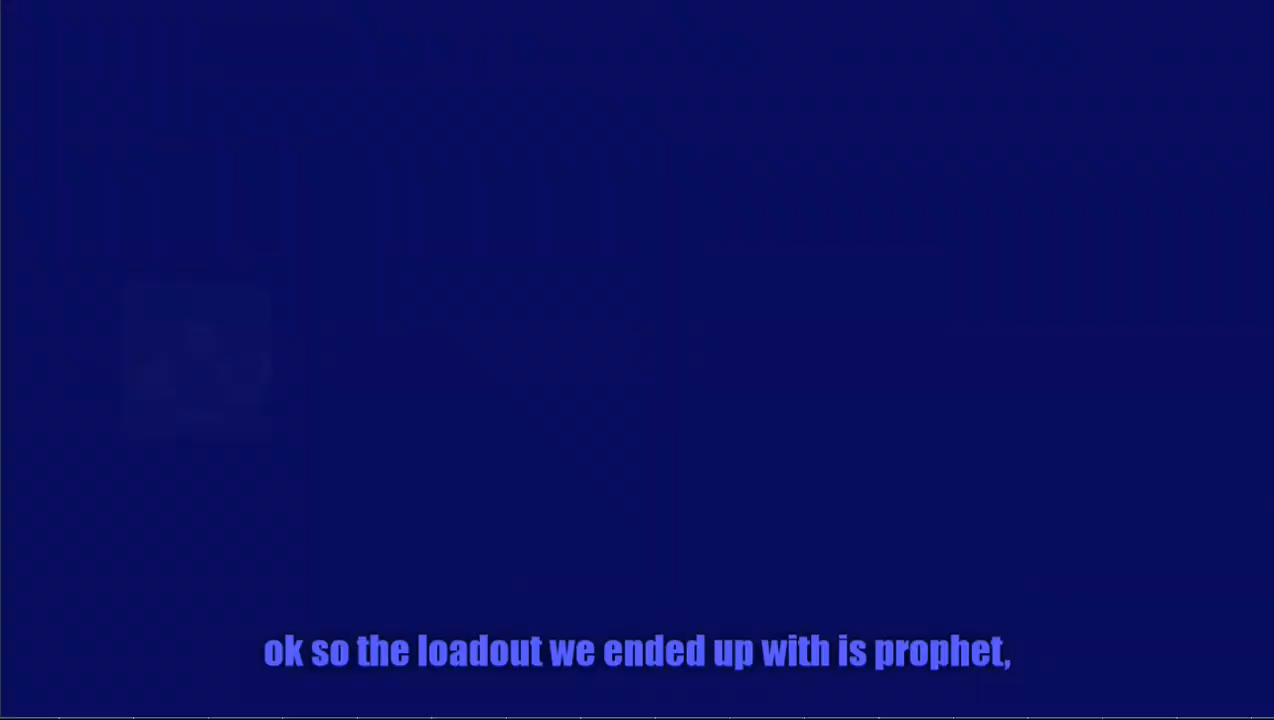 ok so the loadout we ended up with is prophet,